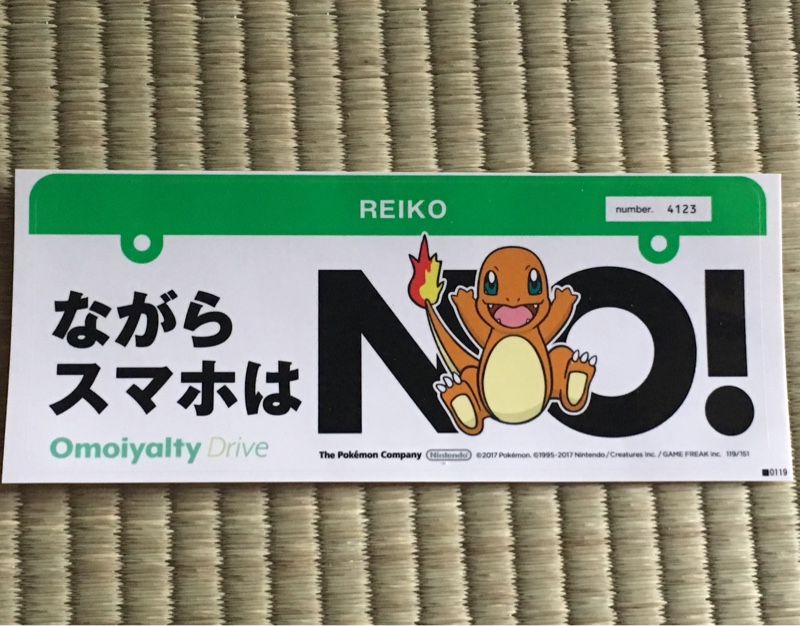 REIKO
number. 4123
ながら
スマホは
NO!
Omoiyalty Drive
The Pokémon Company Nintendo ©2017 Pokémon. ©1995-2017 Nintendo/Creatures Inc. / GAME FREAK inc. 119/151
■0119